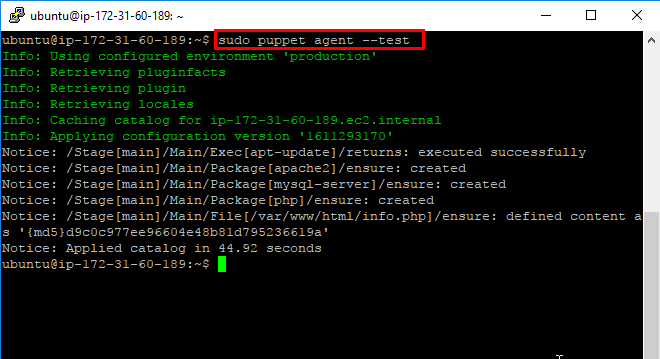 ubuntu@ip-172-31-60-189: ~
ubuntu@ip-172-31-60-189:~$ sudo puppet agent --test
Info: Using configured environment 'production'
Info: Retrieving pluginfacts
Info: Retrieving plugin
Info: Retrieving locales
Info: Caching catalog for ip-172-31-60-189.ec2.internal
Info: Applying configuration version '1611293170'
Notice: /Stage[main]/Main/Exec[apt-update]/returns: executed successfully
Notice: /Stage[main]/Main/Package[apache2]/ensure: created
Notice: /Stage[main]/Main/Package[mysql-server]/ensure: created
Notice: /Stage[main]/Main/Package[php]/ensure: created
Notice: /Stage[main]/Main/File[/var/www/html/info.php]/ensure: defined content a
s '{md5}d9c0c977ee96604e48b81d795236619a'
Notice: Applied catalog in 44.92 seconds
ubuntu@ip-172-31-60-189:~$